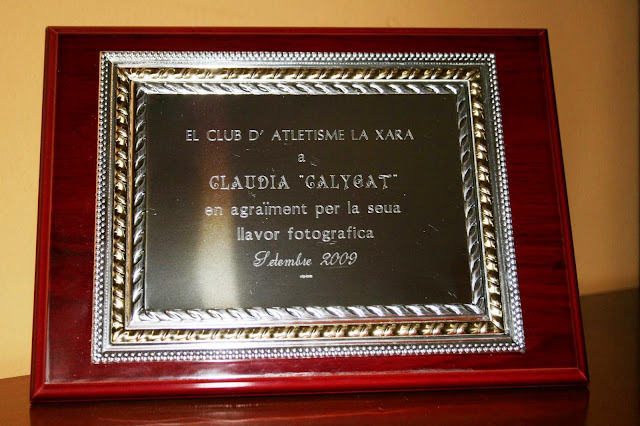 EL CLUB D' ATLETISME LA XARA
a
CLAUDIA "CALYCAT"
en agraïment per la seua
llavor fotografica
Setembre 2009